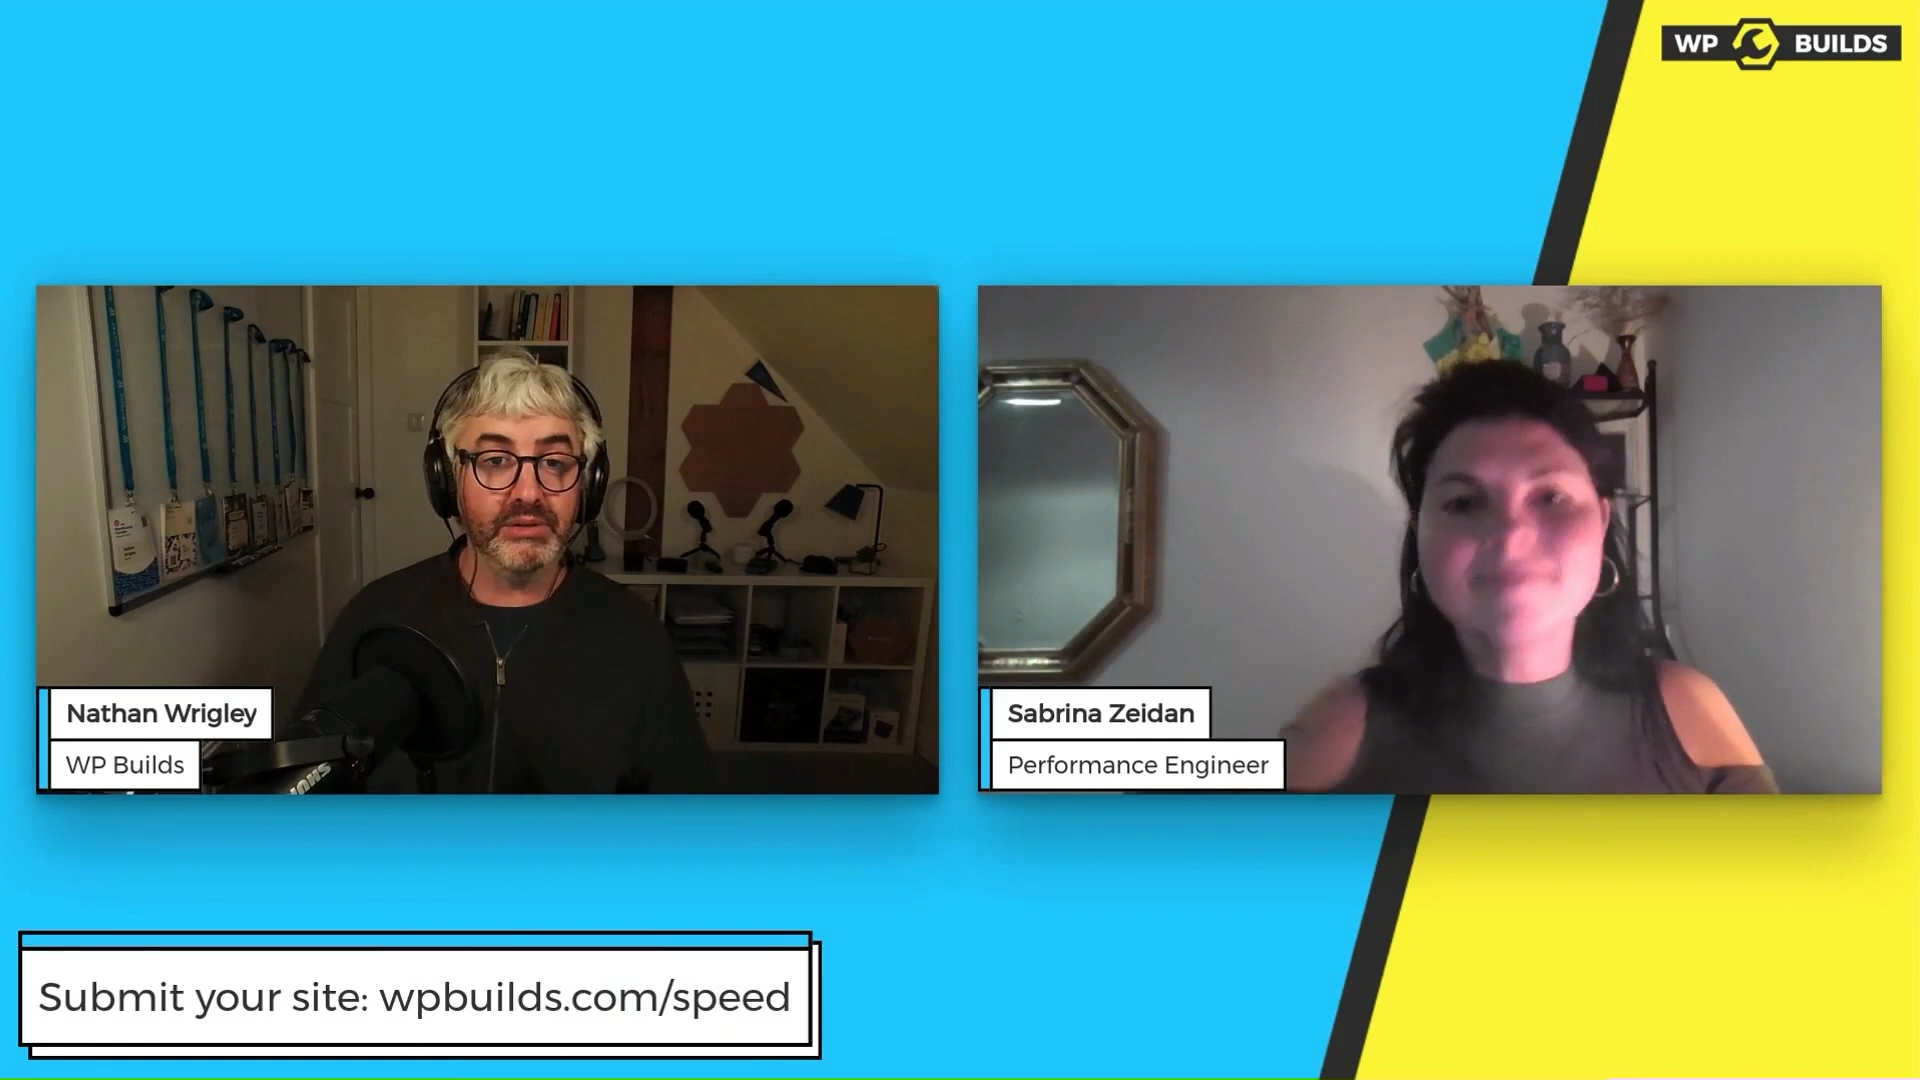 WP BUILDS
Nathan Wrigley
WP Builds
Sabrina Zeidan
Performance Engineer
Submit your site: wpbuilds.com/speed